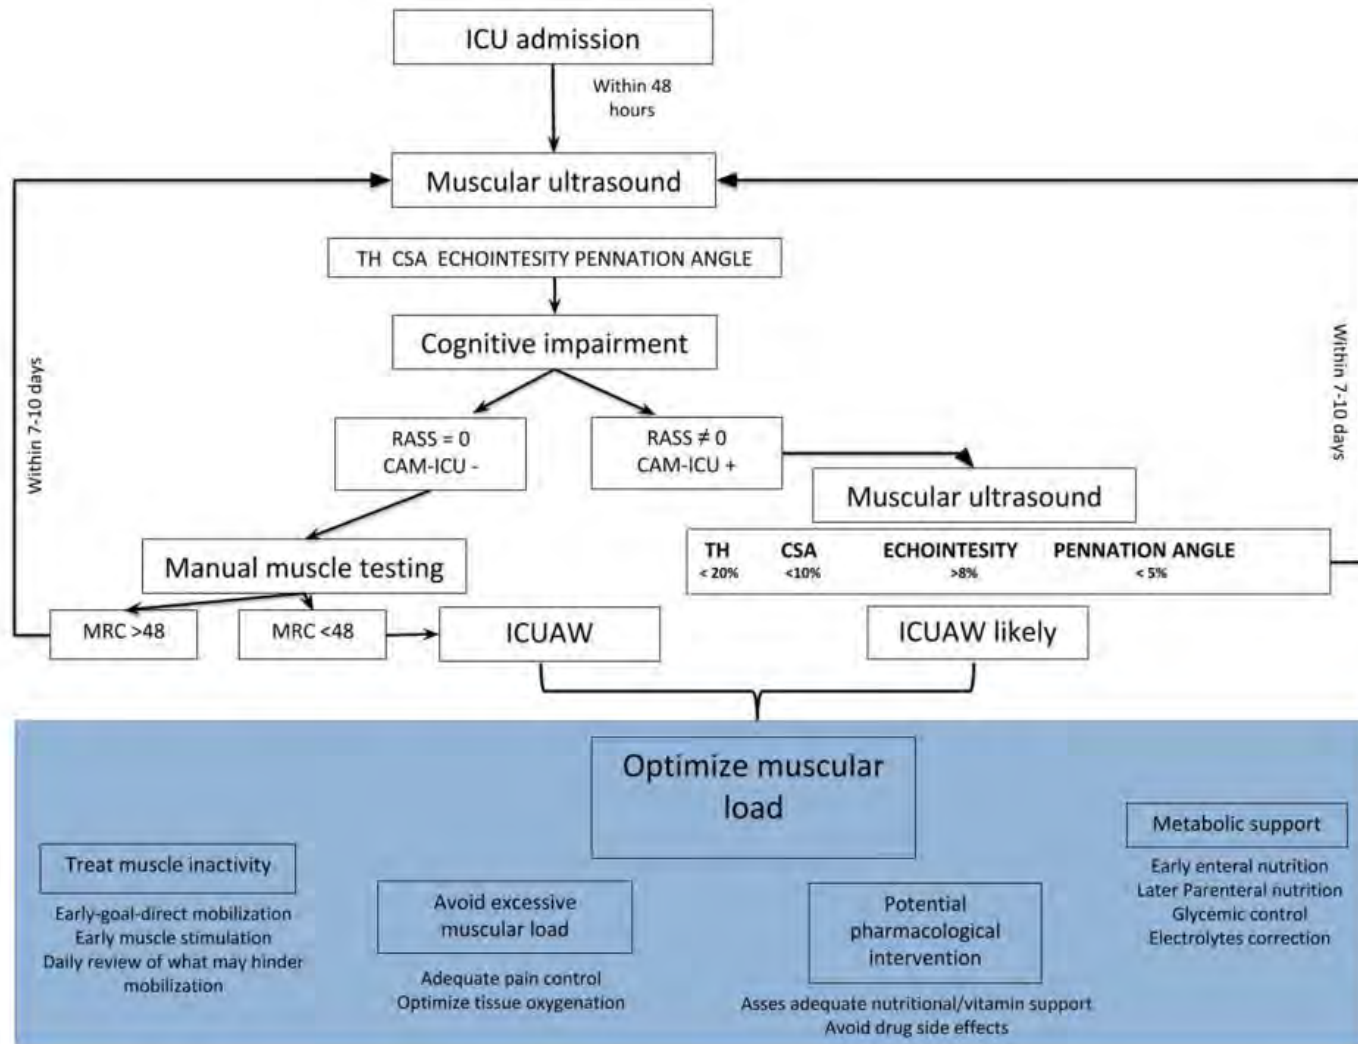 ICU admission
Within 48
hours
Muscular ultrasound
TH CSA ECHOINTESITY PENNATION ANGLE
Cognitive impairment
Within 7-10 days
Within 7-10 days
RASS = 0
CAM-ICU -
RASS ≠ 0
CAM-ICU +
Muscular ultrasound
TH CSA ECHOINTESITY PENNATION ANGLE
< 20% <10% >8% < 5%
Manual muscle testing
MRC >48
MRC <48
ICUAW
ICUAW likely
Optimize muscular
load
Treat muscle inactivity
Early-goal-direct mobilization
Early muscle stimulation
Daily review of what may hinder
mobilization
Avoid excessive
muscular load
Adequate pain control
Optimize tissue oxygenation
Potential
pharmacological
intervention
Asses adequate nutritional/vitamin support
Avoid drug side effects
Metabolic support
Early enteral nutrition
Later Parenteral nutrition
Glycemic control
Electrolytes correction